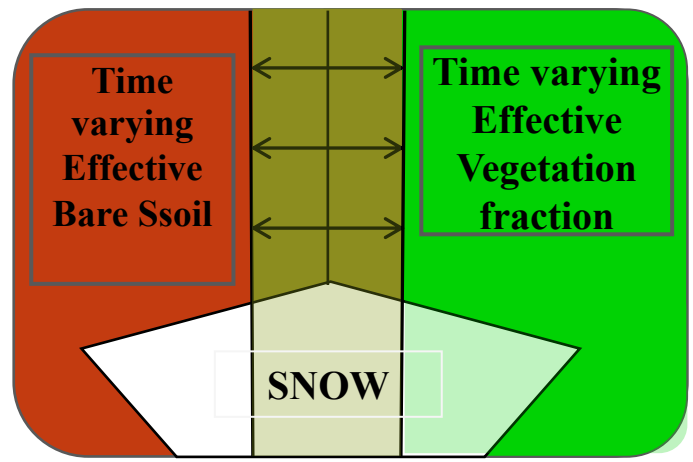 Time
varying
Effective
Bare Ssoil
Time varying
Effective
Vegetation
fraction
SNOW